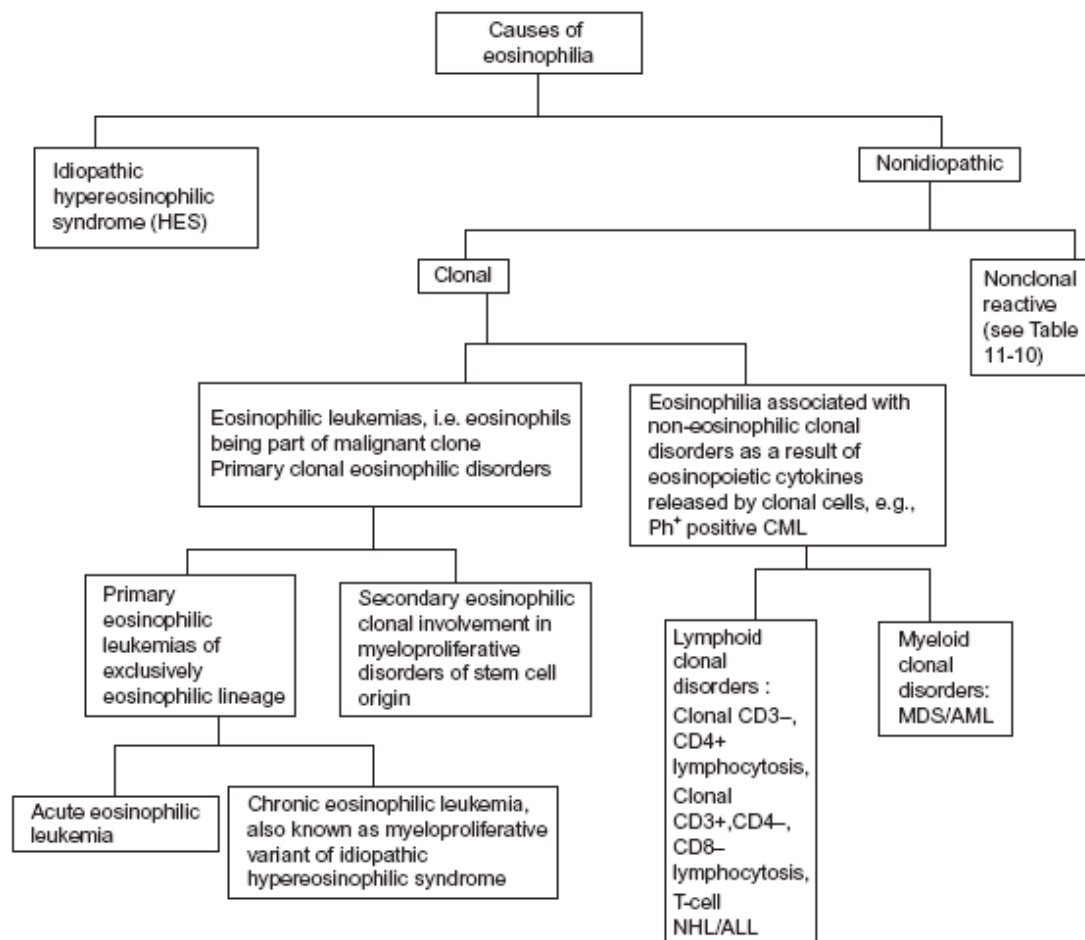 Causes of
eosinophilia
Idiopathic
hypereosinophilic
syndrome (HES)
Nonidiopathic
Clonal
Nonclonal
reactive
(see Table
11-10)
Eosinophilic leukemias, i.e. eosinophils
being part of malignant clone
Primary clonal eosinophilic disorders
Eosinophilia associated with
non-eosinophilic clonal
disorders as a result of
eosinopoietic cytokines
released by clonal cells, e.g.,
Ph⁺ positive CML
Primary
eosinophilic
leukemias of
exclusively
eosinophilic lineage
Secondary eosinophilic
clonal involvement in
myeloproliferative
disorders of stem cell
origin
Lymphoid
clonal
disorders :
Clonal CD3–,
CD4+
lymphocytosis,
Clonal
CD3+,CD4–,
CD8–
lymphocytosis,
T-cell
NHL/ALL
Myeloid
clonal
disorders:
MDS/AML
Acute eosinophilic
leukemia
Chronic eosinophilic leukemia,
also known as myeloproliferative
variant of idiopathic
hypereosinophilic syndrome